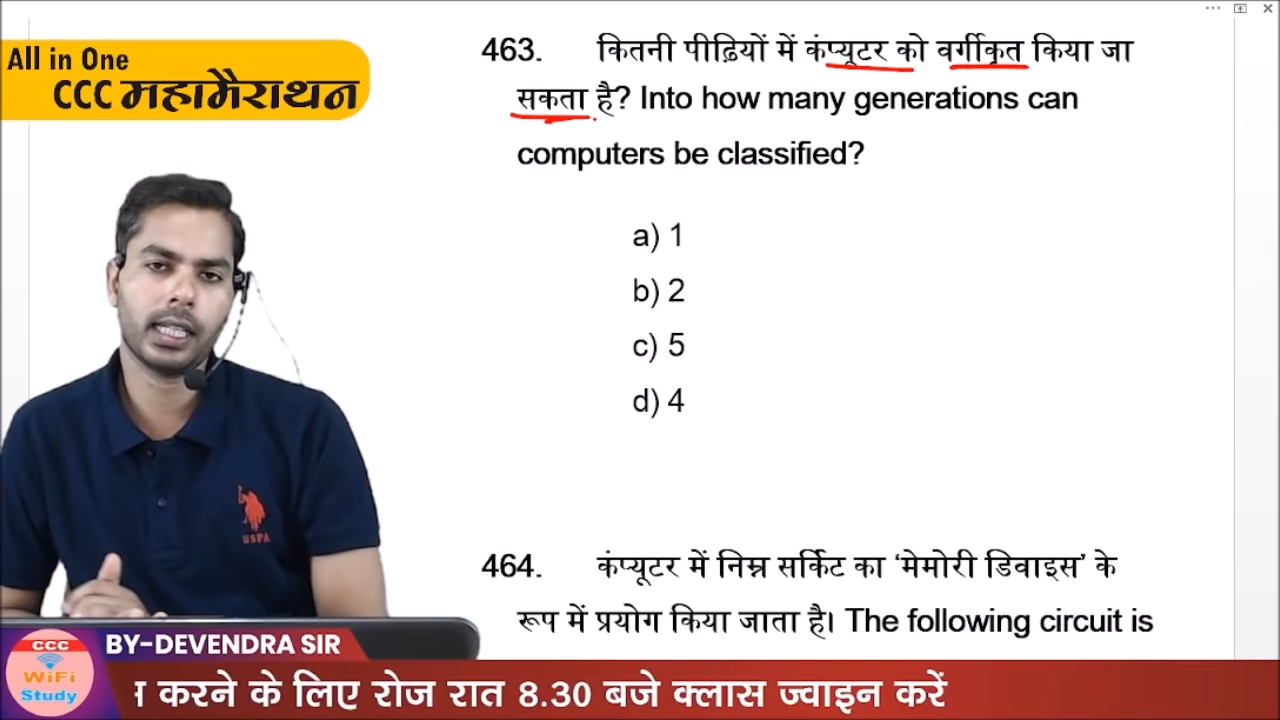 All in One
CCC महामैराथन
463. कितनी पीढ़ियों में कंप्यूटर को वर्गीकृत किया जा
सकता है? Into how many generations can
computers be classified?
a) 1
b) 2
c) 5
d) 4
464. कंप्यूटर में निम्न सर्किट का ‘मेमोरी डिवाइस’ के
रूप में प्रयोग किया जाता है। The following circuit is
USPA
CCC
WiFi
Study
BY-DEVENDRA SIR
करने के लिए रोज रात 8.30 बजे क्लास ज्वाइन करें